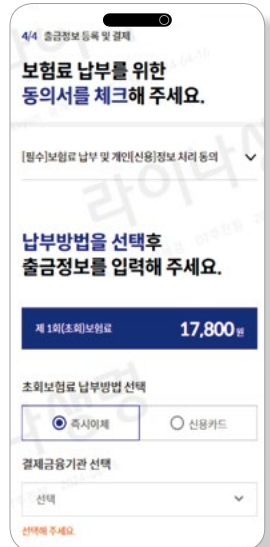 4/4 출금정보 등록 및 결제
보험료 납부를 위한
동의서를 체크해 주세요.
[필수]보험료 납부 및 개인[신용]정보 처리 동의
납부방법을 선택후
출금정보를 입력해 주세요.
제 1회(초회)보험료 17,800 원
초회보험료 납부방법 선택
즉시이체 신용카드
결제금융기관 선택
선택
선택해 주세요.